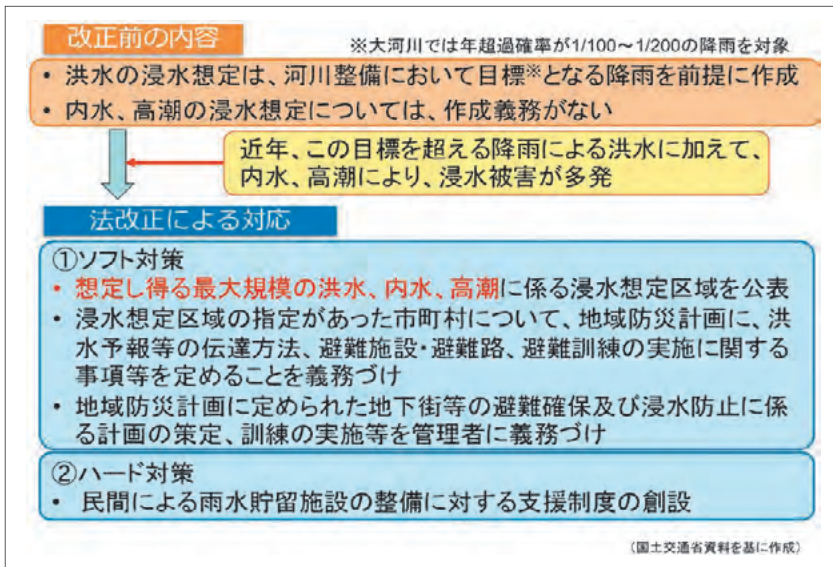 改正前の内容
※大河川では年超過確率が1/100～1/200の降雨を対象
• 洪水の浸水想定は、河川整備において目標※となる降雨を前提に作成
• 内水、高潮の浸水想定については、作成義務がない
近年、この目標を超える降雨による洪水に加えて、
内水、高潮により、浸水被害が多発
法改正による対応
①ソフト対策
• 想定し得る最大規模の洪水、内水、高潮に係る浸水想定区域を公表
• 浸水想定区域の指定があった市町村について、地域防災計画に、洪
水予報等の伝達方法、避難施設・避難路、避難訓練の実施に関する
事項等を定めることを義務づけ
• 地域防災計画に定められた地下街等の避難確保及び浸水防止に係
る計画の策定、訓練の実施等を管理者に義務づけ
②ハード対策
• 民間による雨水貯留施設の整備に対する支援制度の創設
（国土交通省資料を基に作成）